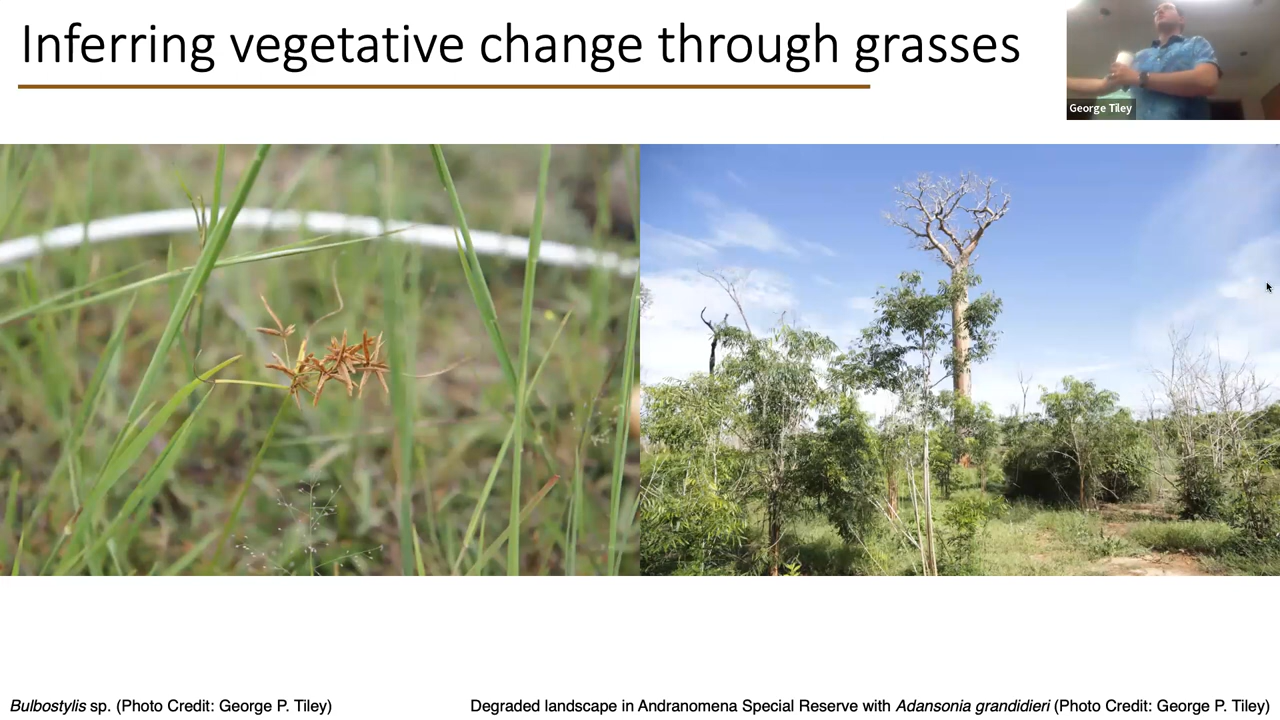 Inferring vegetative change through grasses
George Tiley
Bulbostylis sp. (Photo Credit: George P. Tiley)
Degraded landscape in Andranomena Special Reserve with Adansonia grandidieri (Photo Credit: George P. Tiley)